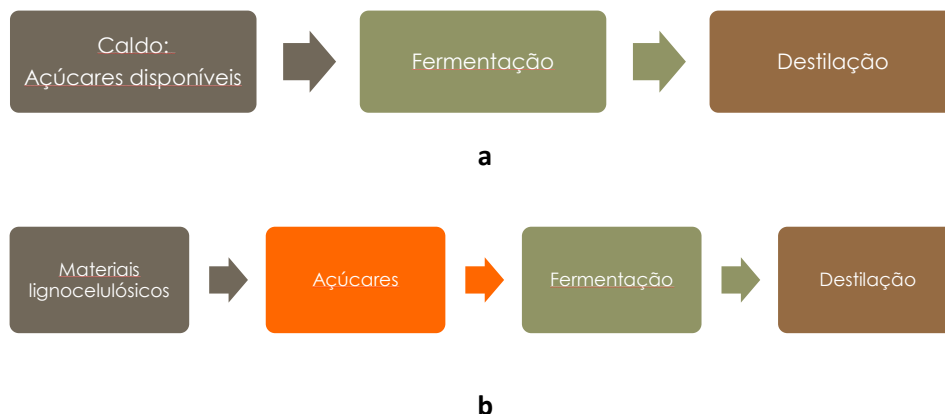 Caldo:
Açúcares disponíveis
Fermentação
Destilação
a
Materiais
lignocelulósicos
Açúcares
Fermentação
Destilação
b